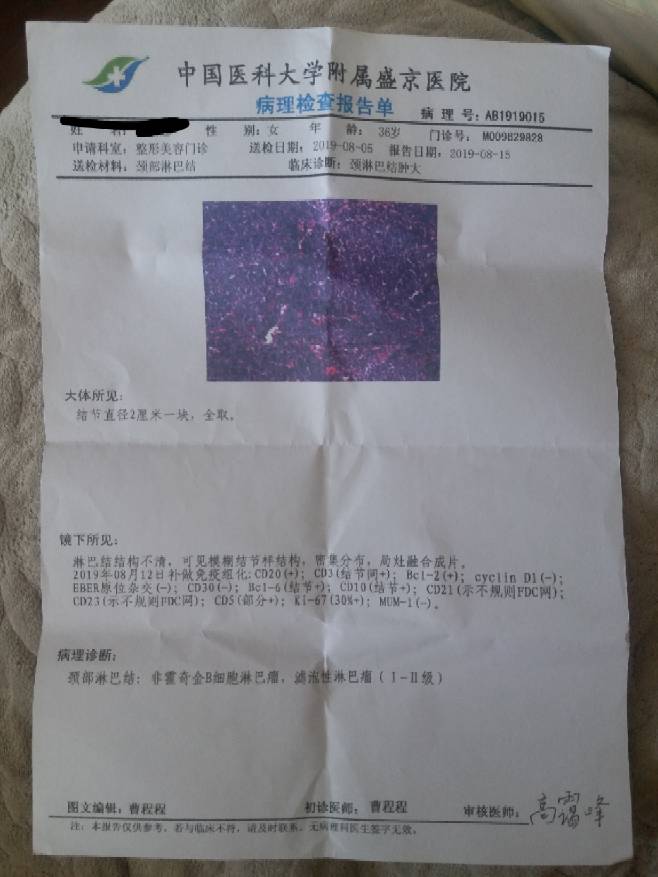 中国医科大学附属盛京医院
病理检查报告单 病理号: AB1919015
姓 名: 性 别: 女 年 龄: 36岁 门诊号: M009829828
申请科室: 整形美容门诊 送检日期: 2019-08-05 报告日期: 2019-08-15
送检材料: 颈部淋巴结 临床诊断: 颈淋巴结肿大
大体所见:
结节直径2厘米一块, 全取。
镜下所见:
淋巴结结构不清, 可见模糊结节样结构, 密集分布, 局灶融合成片。
2019年08月12日补做免疫组化: CD20(+); CD3(结节间+); Bcl-2(+); cyclin D1(-);
EBER原位杂交(-); CD30(-); Bcl-6(结节+); CD10(结节+); CD21(示不规则FDC网);
CD23(示不规则FDC网); CD5(部分+); Ki-67(30%+); MUM-1(-)。
病理诊断:
颈部淋巴结: 非霍奇金B细胞淋巴瘤, 滤泡性淋巴瘤 (I-II级)
图文编辑: 曹程程 初诊医师: 曹程程 审核医师: 高霭峰
注: 本报告仅供参考, 若与临床不符, 请及时联系, 无病理科医生签字无效。